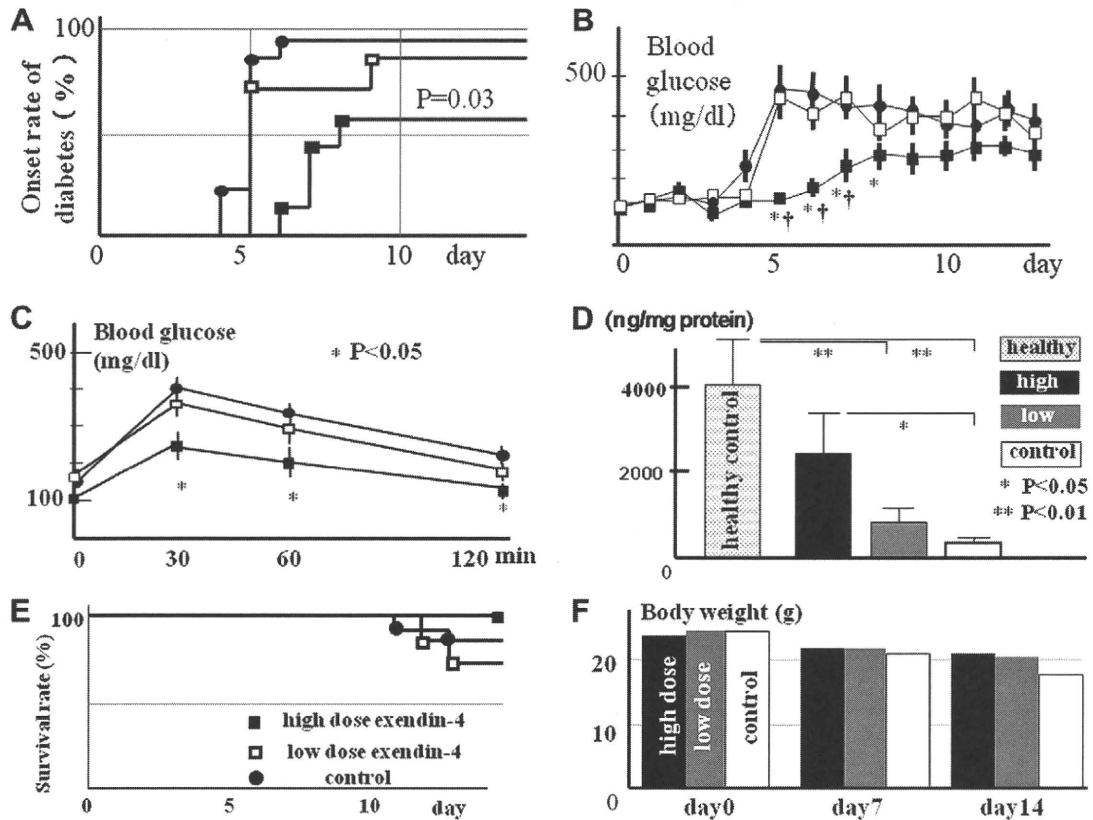 A
100
Onset rate of
diabetes (%)
P=0.03
0
5
10
day
B
Blood
glucose
(mg/dl)
500
*†
*†
*†
*
0
5
10
day
C
Blood glucose
(mg/dl)
* P<0.05
500
100
*
*
*
0
30
60
120 min
D (ng/mg protein)
4000
2000
0
healthy control
**
**
*
healthy
high
low
control
* P<0.05
** P<0.01
E
100
Survival rate (%)
high dose exendin-4
low dose exendin-4
control
0
5
10
day
F
Body weight (g)
20
10
0
high dose
low dose
control
day0
day7
day14